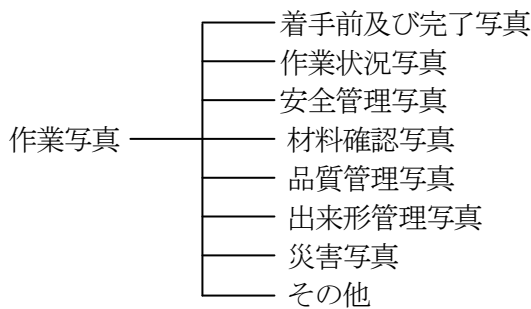 着手前及び完了写真
作業状況写真
安全管理写真
作業写真
材料確認写真
品質管理写真
出来形管理写真
災害写真
その他